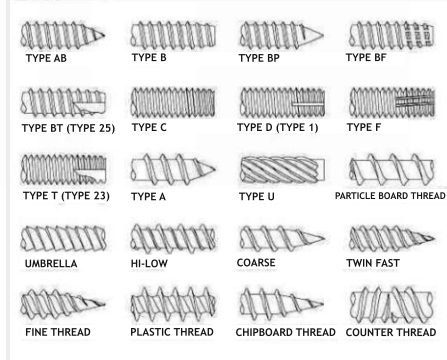 TYPE AB TYPE B TYPE BP TYPE BF
TYPE BT (TYPE 25) TYPE C TYPE D (TYPE 1) TYPE F
TYPE T (TYPE 23) TYPE A TYPE U PARTICLE BOARD THREAD
UMBRELLA HI-LOW COARSE TWIN FAST
FINE THREAD PLASTIC THREAD CHIPBOARD THREAD COUNTER THREAD